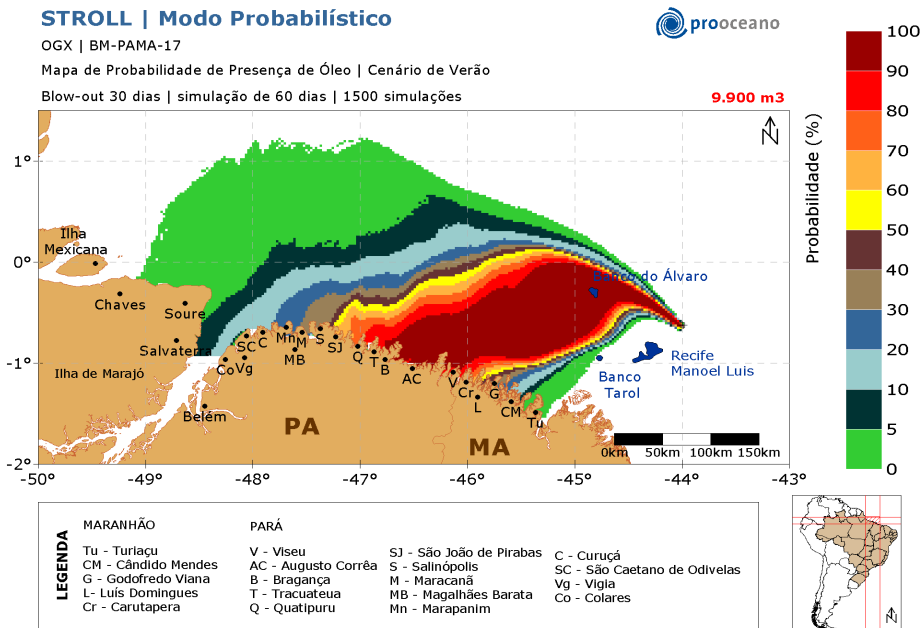 STROLL | Modo Probabilístico
prooceano
OGX | BM-PAMA-17
Mapa de Probabilidade de Presença de Óleo | Cenário de Verão
Blow-out 30 dias | simulação de 60 dias | 1500 simulações
9.900 m3
N
1°
0°
-1°
-2°
-50°
-49°
-48°
-47°
-46°
-45°
-44°
-43°
Ilha
Mexicana
Chaves
Soure
Salvaterra
Ilha de Marajó
Belém
Co
Vg
SC
C
Mn
M
MB
S
SJ
Q
T
B
AC
V
Cr
L
G
CM
Tu
PA
MA
Banco do Álvaro
Recife
Manoel Luis
Banco
Tarol
0km
50km
100km
150km
Probabilidade (%)
100
90
80
70
60
50
40
30
20
10
5
0
LEGENDA
MARANHÃO
Tu - Turiaçu
CM - Cândido Mendes
G - Godofredo Viana
L- Luís Domingues
Cr - Carutapera
PARÁ
V - Viseu
AC - Augusto Corrêa
B - Bragança
T - Tracuateua
Q - Quatipuru
SJ - São João de Pirabas
S - Salinópolis
M - Maracanã
MB - Magalhães Barata
Mn - Marapanim
C - Curuçá
SC - São Caetano de Odivelas
Vg - Vigia
Co - Colares
N